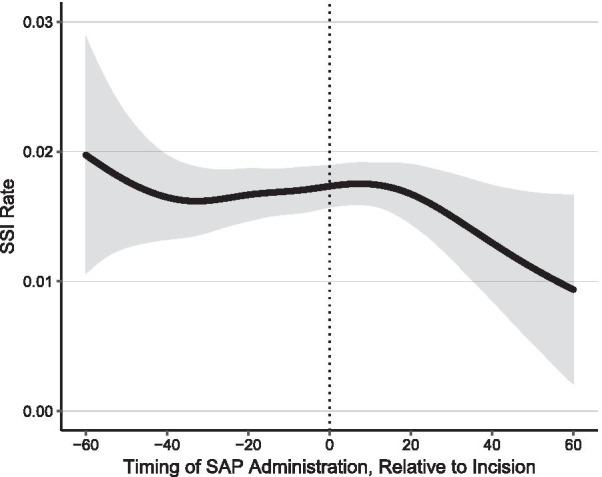 SSI Rate
0.03
0.02
0.01
0.00
−60 −40 −20 0 20 40 60
Timing of SAP Administration, Relative to Incision